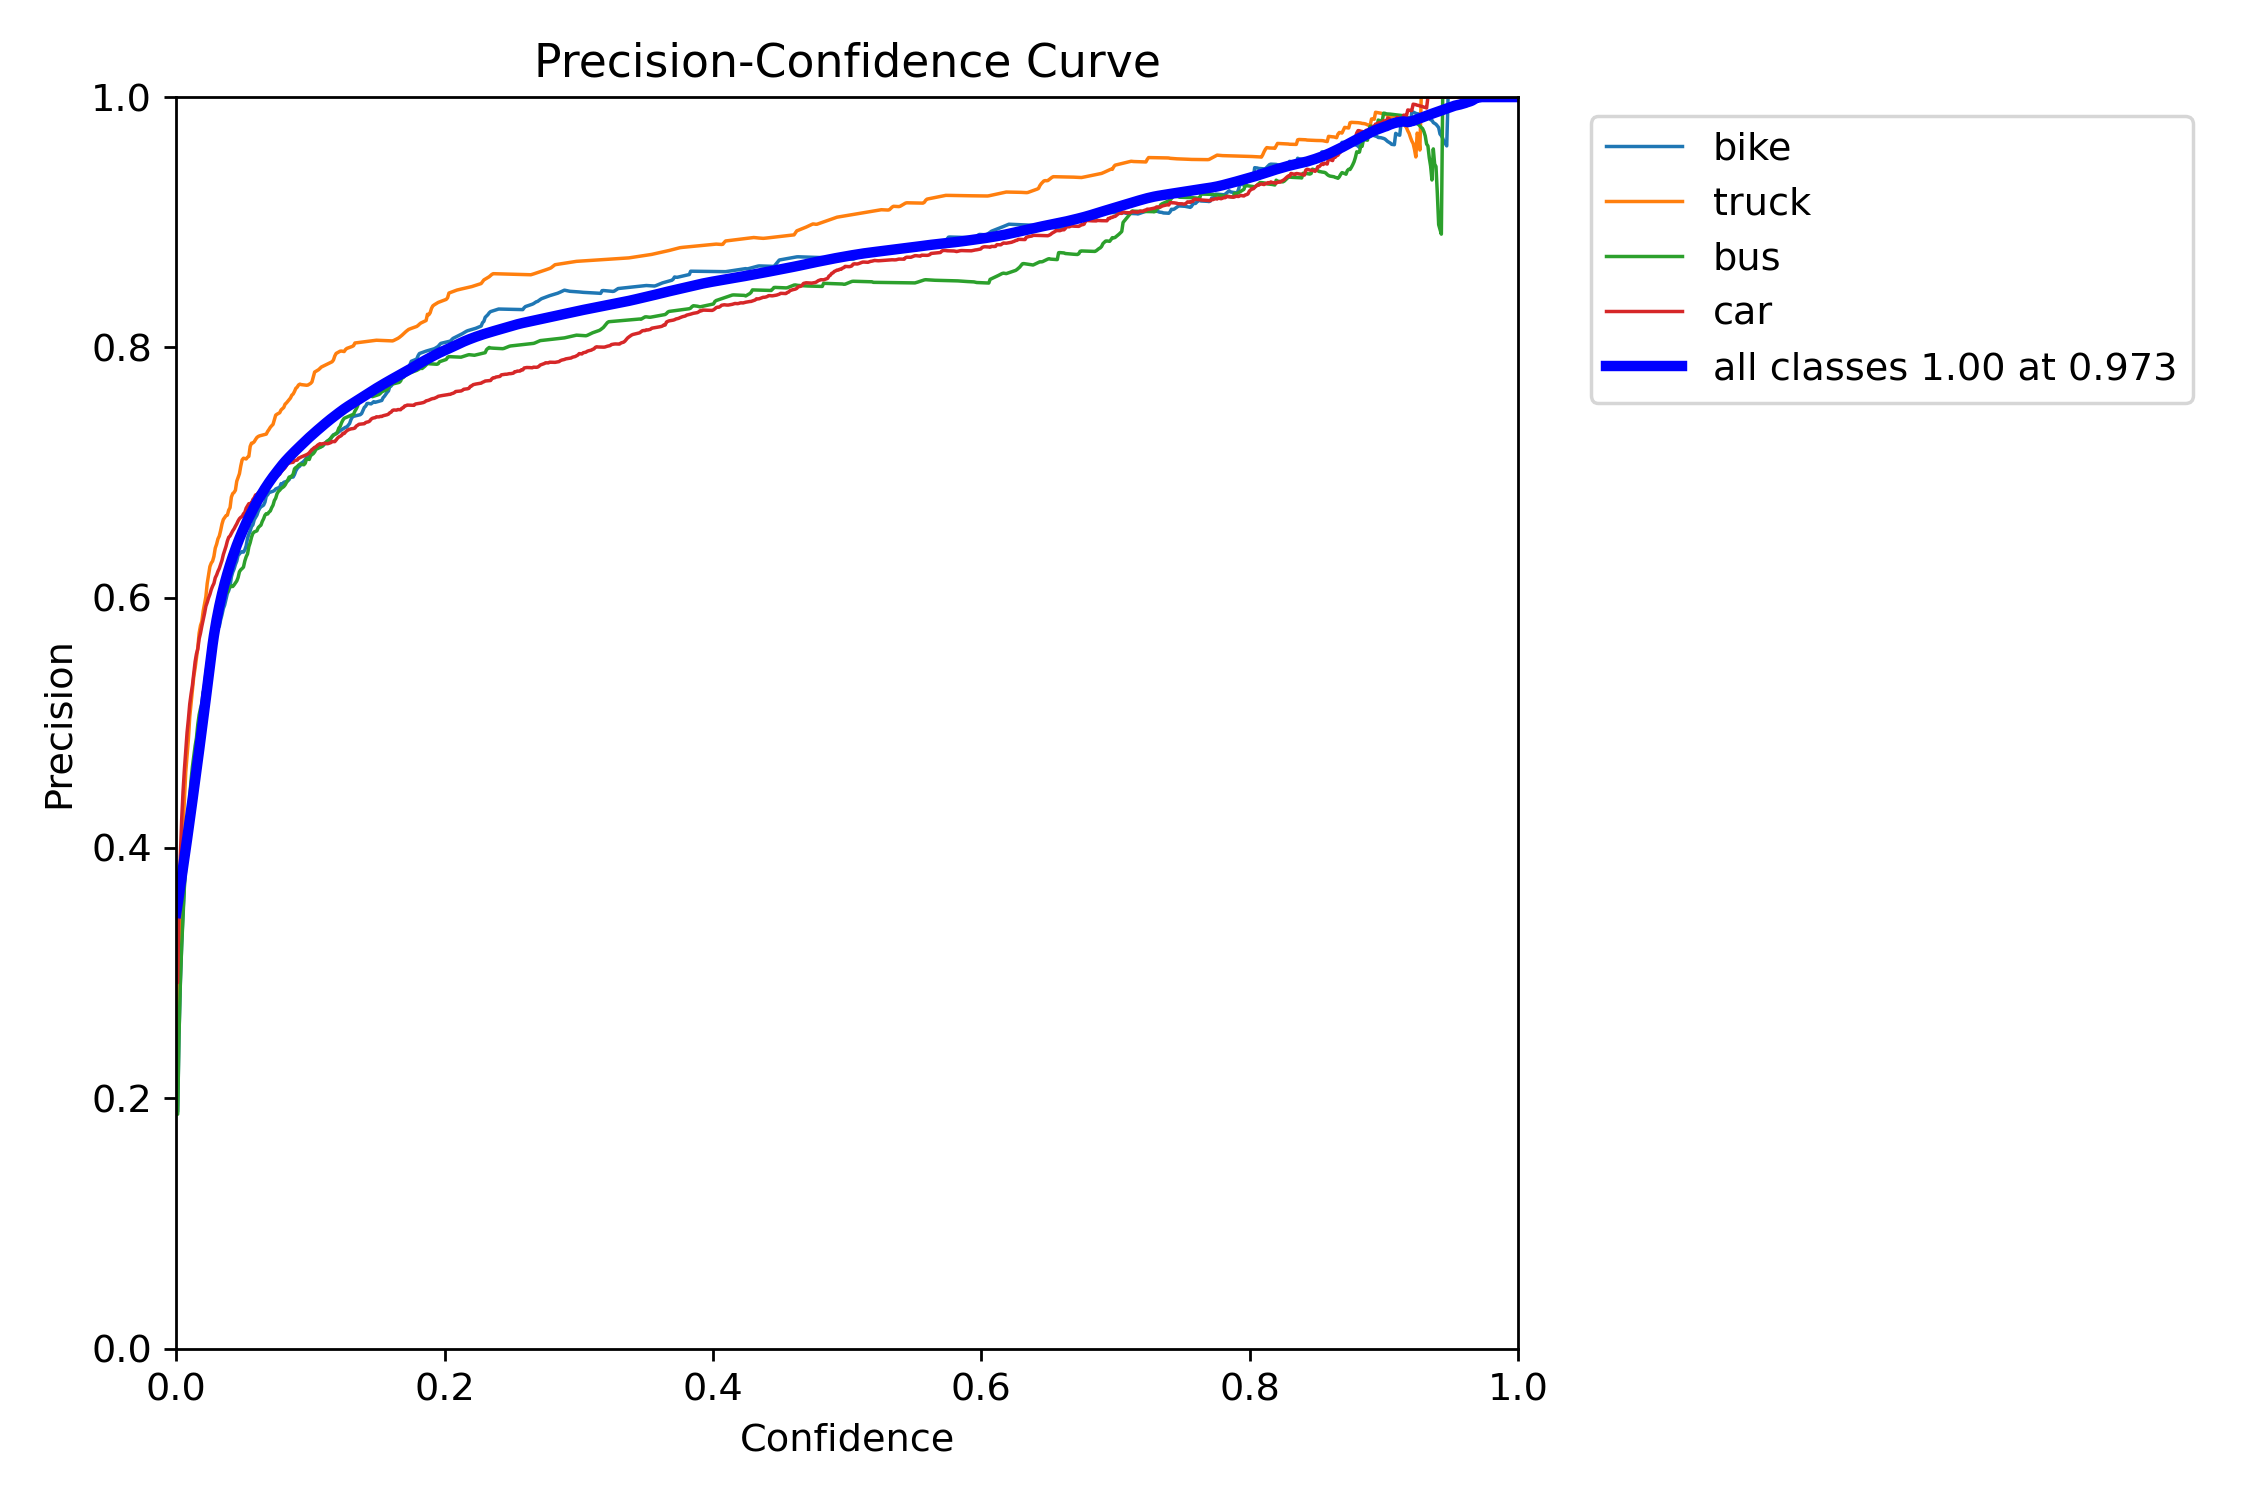 Precision-Confidence Curve
1.0
0.8
0.6
0.4
0.2
0.0
Precision
0.0 0.2 0.4 0.6 0.8 1.0
Confidence
bike
truck
bus
car
all classes 1.00 at 0.973